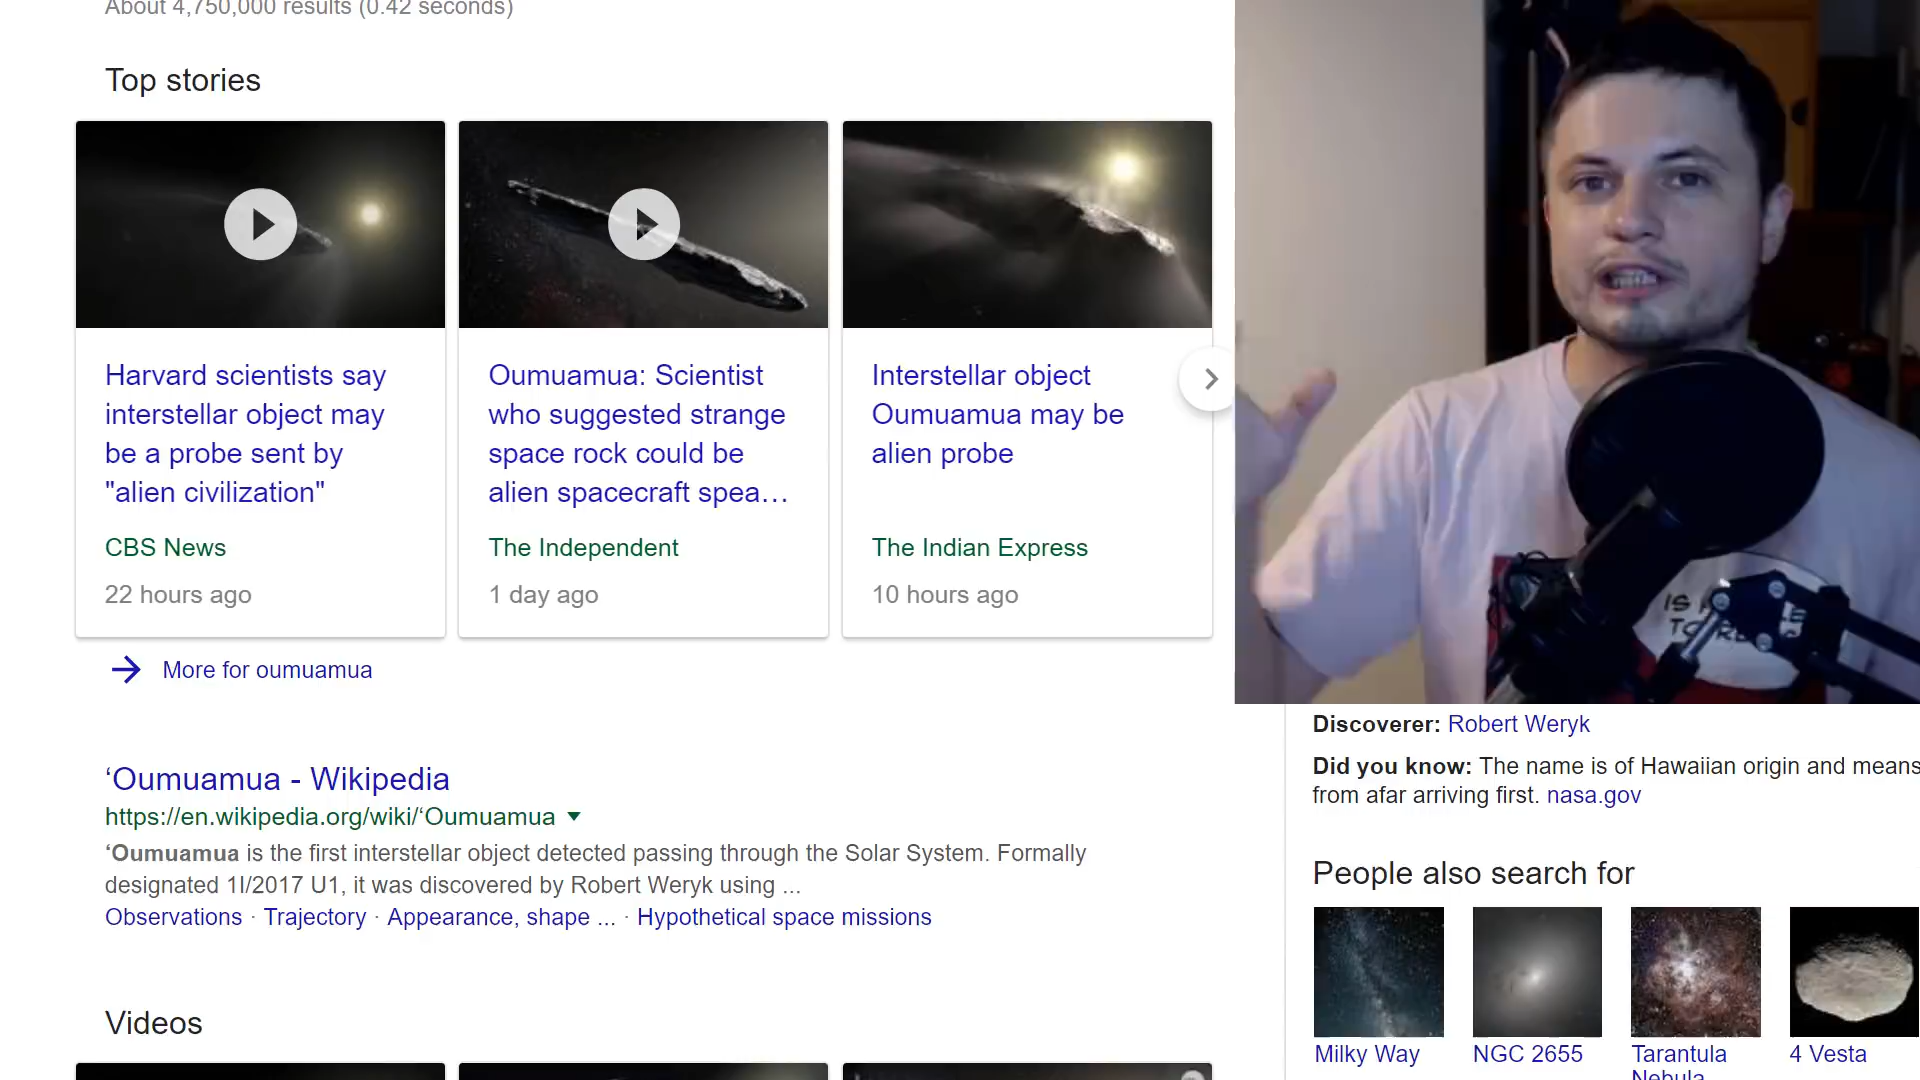 About 4,750,000 results (0.42 seconds)
Top stories
Harvard scientists say
interstellar object may
be a probe sent by
"alien civilization"
CBS News
22 hours ago
Oumuamua: Scientist
who suggested strange
space rock could be
alien spacecraft spea...
The Independent
1 day ago
Interstellar object
Oumuamua may be
alien probe
The Indian Express
10 hours ago
More for oumuamua
ʻOumuamua - Wikipedia
https://en.wikipedia.org/wiki/ʻOumuamua
ʻOumuamua is the first interstellar object detected passing through the Solar System. Formally
designated 1I/2017 U1, it was discovered by Robert Weryk using ...
Observations · Trajectory · Appearance, shape ... · Hypothetical space missions
Videos
IS
Discoverer: Robert Weryk
Did you know: The name is of Hawaiian origin and means
from afar arriving first. nasa.gov
People also search for
Milky Way
NGC 2655
Tarantula
Nebula
4 Vesta